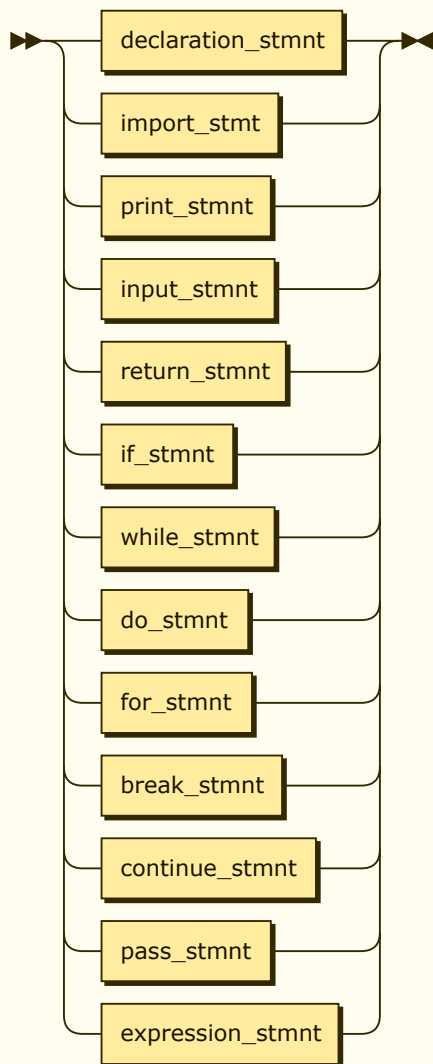 declaration_stmnt
import_stmt
print_stmnt
input_stmnt
return_stmnt
if_stmnt
while_stmnt
do_stmnt
for_stmnt
break_stmnt
continue_stmnt
pass_stmnt
expression_stmnt